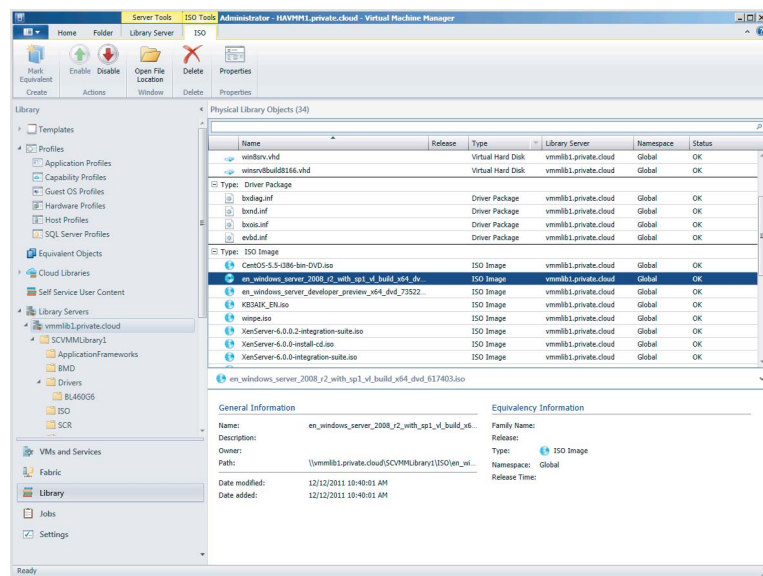 Server Tools ISO Tools Administrator - HAVMM1.private.cloud - Virtual Machine Manager
Home Folder Library Server ISO
Mark Equivalent
Enable
Disable
Open File Location
Delete
Properties
Create Actions Window Delete Properties
Library
Templates
Profiles
Application Profiles
Capability Profiles
Guest OS Profiles
Hardware Profiles
Host Profiles
SQL Server Profiles
Equivalent Objects
Cloud Libraries
Self Service User Content
Library Servers
vmmlib1.private.cloud
SCVMMLibrary1
ApplicationFrameworks
BMD
Drivers
BL460G6
ISO
SCR
VMs and Services
Fabric
Library
Jobs
Settings
Physical Library Objects (34)
Name Release Type Library Server Namespace Status
win8srv.vhd Virtual Hard Disk vmmlib1.private.cloud Global OK
winsrv8build8166.vhd Virtual Hard Disk vmmlib1.private.cloud Global OK
Type: Driver Package
bxdiag.inf Driver Package vmmlib1.private.cloud Global OK
bxnd.inf Driver Package vmmlib1.private.cloud Global OK
bxois.inf Driver Package vmmlib1.private.cloud Global OK
evbd.inf Driver Package vmmlib1.private.cloud Global OK
Type: ISO Image
CentOS-5.5-i386-bin-DVD.iso ISO Image vmmlib1.private.cloud Global OK
en_windows_server_2008_r2_with_sp1_vl_build_x64_dv... ISO Image vmmlib1.private.cloud Global OK
en_windows_server_developer_preview_x64_dvd_73522... ISO Image vmmlib1.private.cloud Global OK
KB3AIK_EN.iso ISO Image vmmlib1.private.cloud Global OK
winpe.iso ISO Image vmmlib1.private.cloud Global OK
XenServer-6.0.0.2-integration-suite.iso ISO Image vmmlib1.private.cloud Global OK
XenServer-6.0.0-install-cd.iso ISO Image vmmlib1.private.cloud Global OK
XenServer-6.0.0-integration-suite.iso ISO Image vmmlib1.private.cloud Global OK
en_windows_server_2008_r2_with_sp1_vl_build_x64_dvd_617403.iso
General Information
Name: en_windows_server_2008_r2_with_sp1_vl_build_x6...
Description:
Owner:
Path: \\vmmlib1.private.cloud\SCVMMLibrary1\ISO\en_wi...
Date modified: 12/12/2011 10:40:01 AM
Date added: 12/12/2011 10:40:01 AM
Equivalency Information
Family Name:
Release:
Type: ISO Image
Namespace: Global
Release Time:
Ready